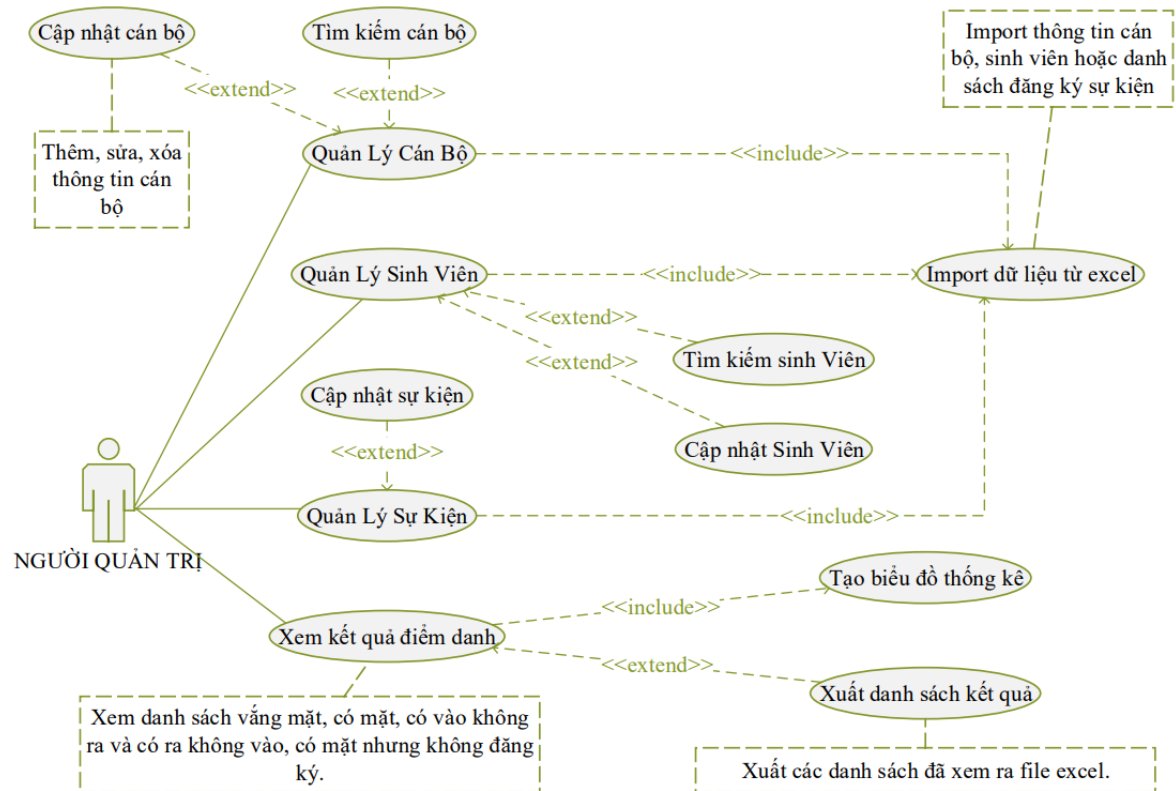 Cập nhật cán bộ
Tìm kiếm cán bộ
Import thông tin cán
bộ, sinh viên hoặc danh
sách đăng ký sự kiện
<<extend>>
<<extend>>
Thêm, sửa, xóa
thông tin cán
bộ
Quản Lý Cán Bộ
<<include>>
Quản Lý Sinh Viên
<<include>>
Import dữ liệu từ excel
<<extend>>
Tìm kiếm sinh Viên
<<extend>>
Cập nhật sự kiện
Cập nhật Sinh Viên
<<extend>>
Quản Lý Sự Kiện
<<include>>
NGƯỜI QUẢN TRỊ
Tạo biểu đồ thống kê
<<include>>
Xem kết quả điểm danh
<<extend>>
Xuất danh sách kết quả
Xem danh sách vắng mặt, có mặt, có vào không
ra và có ra không vào, có mặt nhưng không đăng
ký.
Xuất các danh sách đã xem ra file excel.